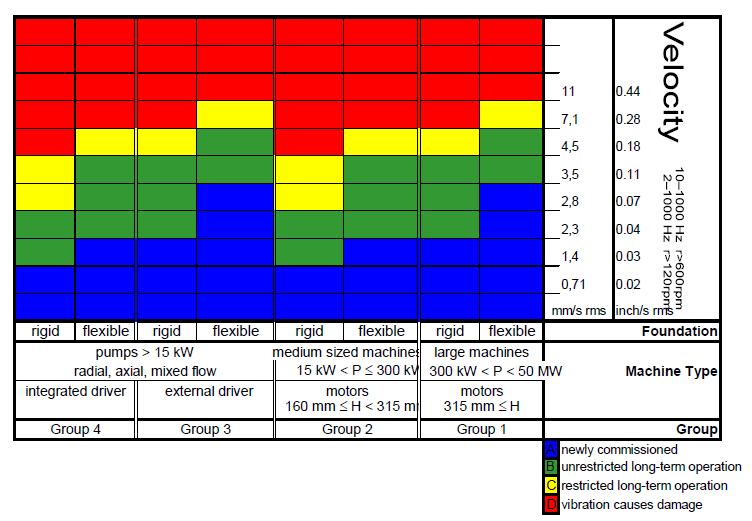 Velocity
10–1000 Hz r>600rpm
2–1000 Hz r>120rpm
11 0.44
7,1 0.28
4,5 0.18
3,5 0.11
2,8 0.07
2,3 0.04
1,4 0.03
0,71 0.02
mm/s rms inch/s rms
rigid flexible rigid flexible rigid flexible rigid flexible Foundation
pumps > 15 kW medium sized machines large machines
radial, axial, mixed flow 15 kW < P ≤ 300 kW 300 kW < P < 50 MW Machine Type
integrated driver external driver motors motors
160 mm ≤ H < 315 mm 315 mm ≤ H
Group 4 Group 3 Group 2 Group 1 Group
A newly commissioned
B unrestricted long-term operation
C restricted long-term operation
D vibration causes damage